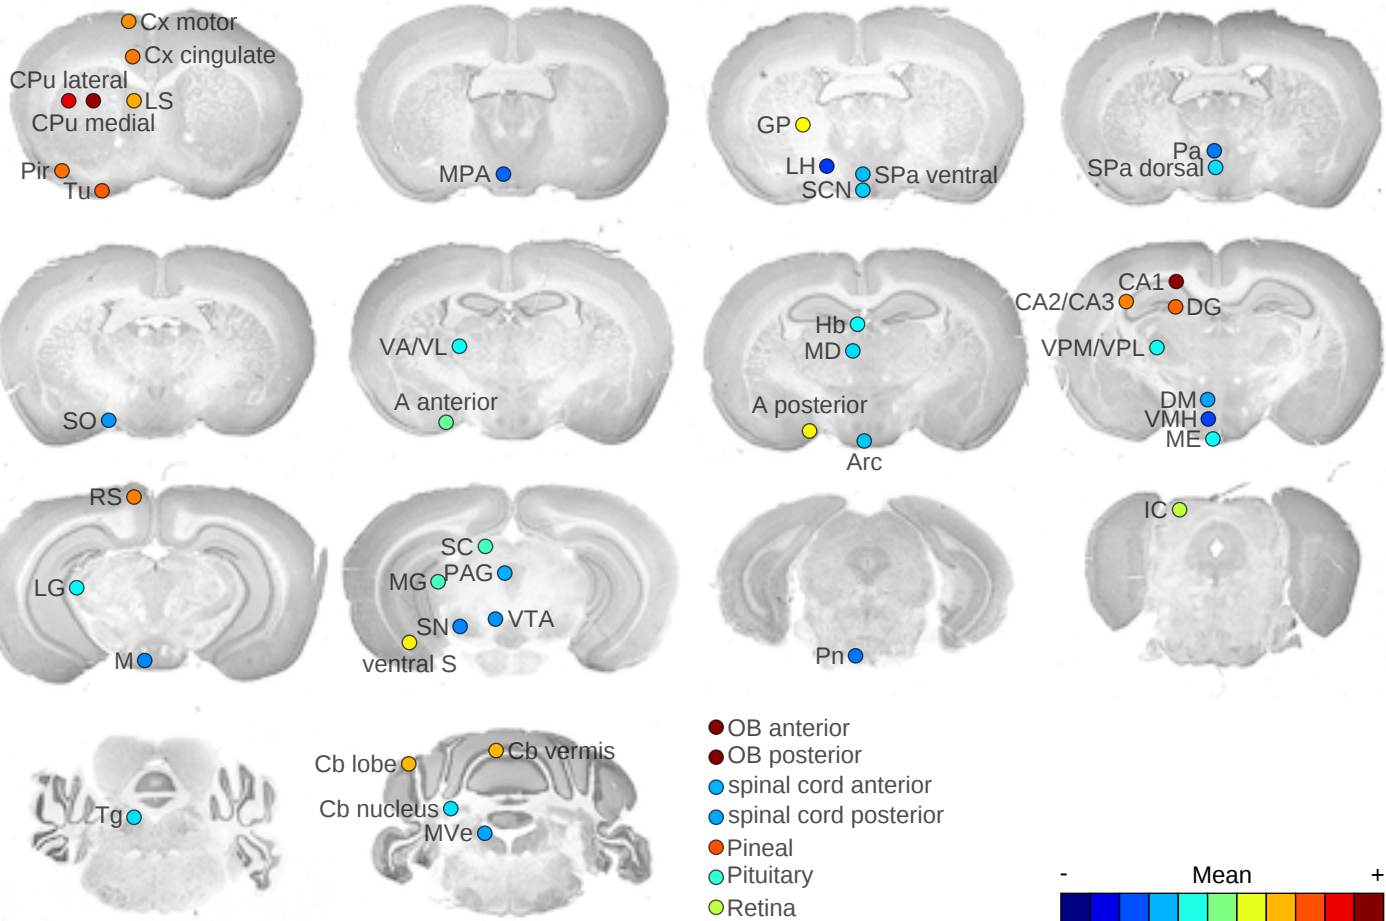 Cx motor
Cx cingulate
CPu lateral
LS
CPu medial
Pir
Tu
MPA
GP
LH
SPa ventral
SCN
Pa
SPa dorsal
SO
VA/VL
A anterior
Hb
MD
A posterior
Arc
CA1
CA2/CA3
DG
VPM/VPL
DM
VMH
ME
RS
LG
M
SC
MG
PAG
SN
VTA
ventral S
Pn
IC
Tg
Cb lobe
Cb vermis
Cb nucleus
MVe
OB anterior
OB posterior
spinal cord anterior
spinal cord posterior
Pineal
Pituitary
Retina
- Mean +